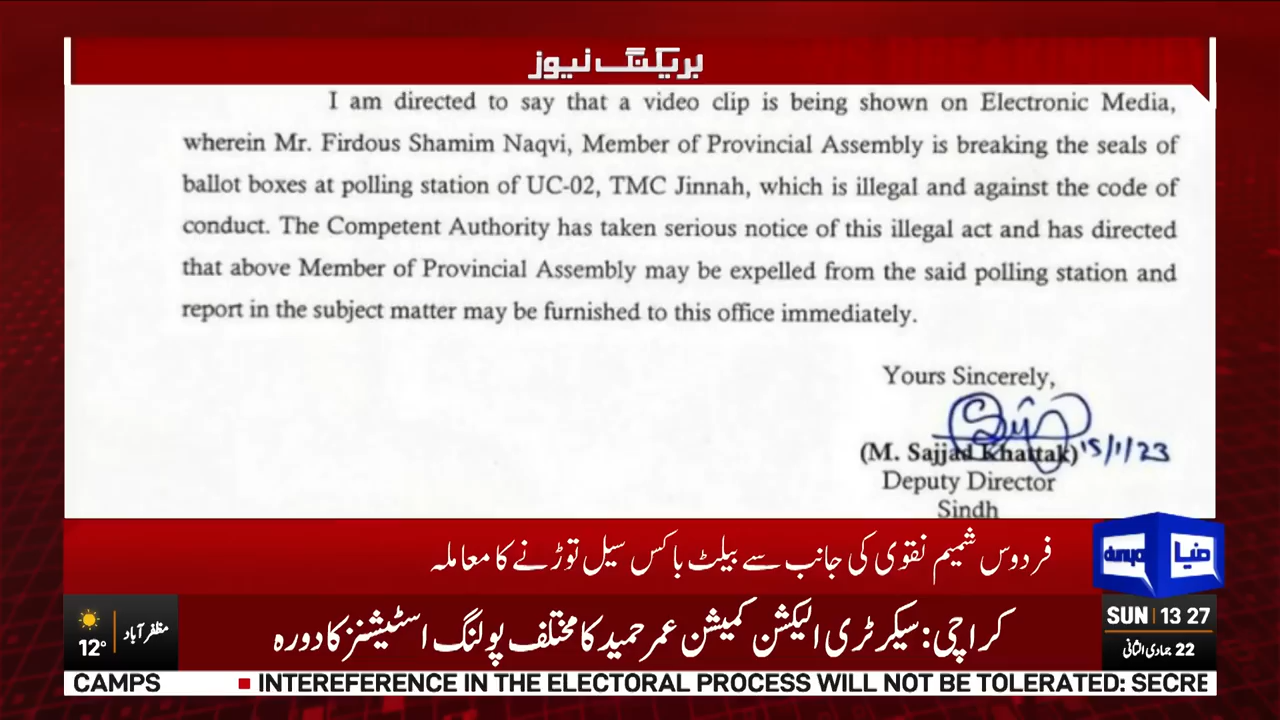 بریکنگ نیوز
I am directed to say that a video clip is being shown on Electronic Media,
wherein Mr. Firdous Shamim Naqvi, Member of Provincial Assembly is breaking the seals of
ballot boxes at polling station of UC-02, TMC Jinnah, which is illegal and against the code of
conduct. The Competent Authority has taken serious notice of this illegal act and has directed
that above Member of Provincial Assembly may be expelled from the said polling station and
report in the subject matter may be furnished to this office immediately.
Yours Sincerely,
15/1/23
(M. Sajjad Khattak)
Deputy Director
Sindh
فردوس شمیم نقوی کی جانب سے بیلٹ باکس سیل توڑنے کا معاملہ
دنیا
dunya
کراچی: سیکرٹری الیکشن کمیشن عمر حمید کا مختلف پولنگ اسٹیشنز کا دورہ
مظفر آباد
12°
SUN 13 27
22 جمادی الثانی
CAMPS ■ INTEREFERENCE IN THE ELECTORAL PROCESS WILL NOT BE TOLERATED: SECRE